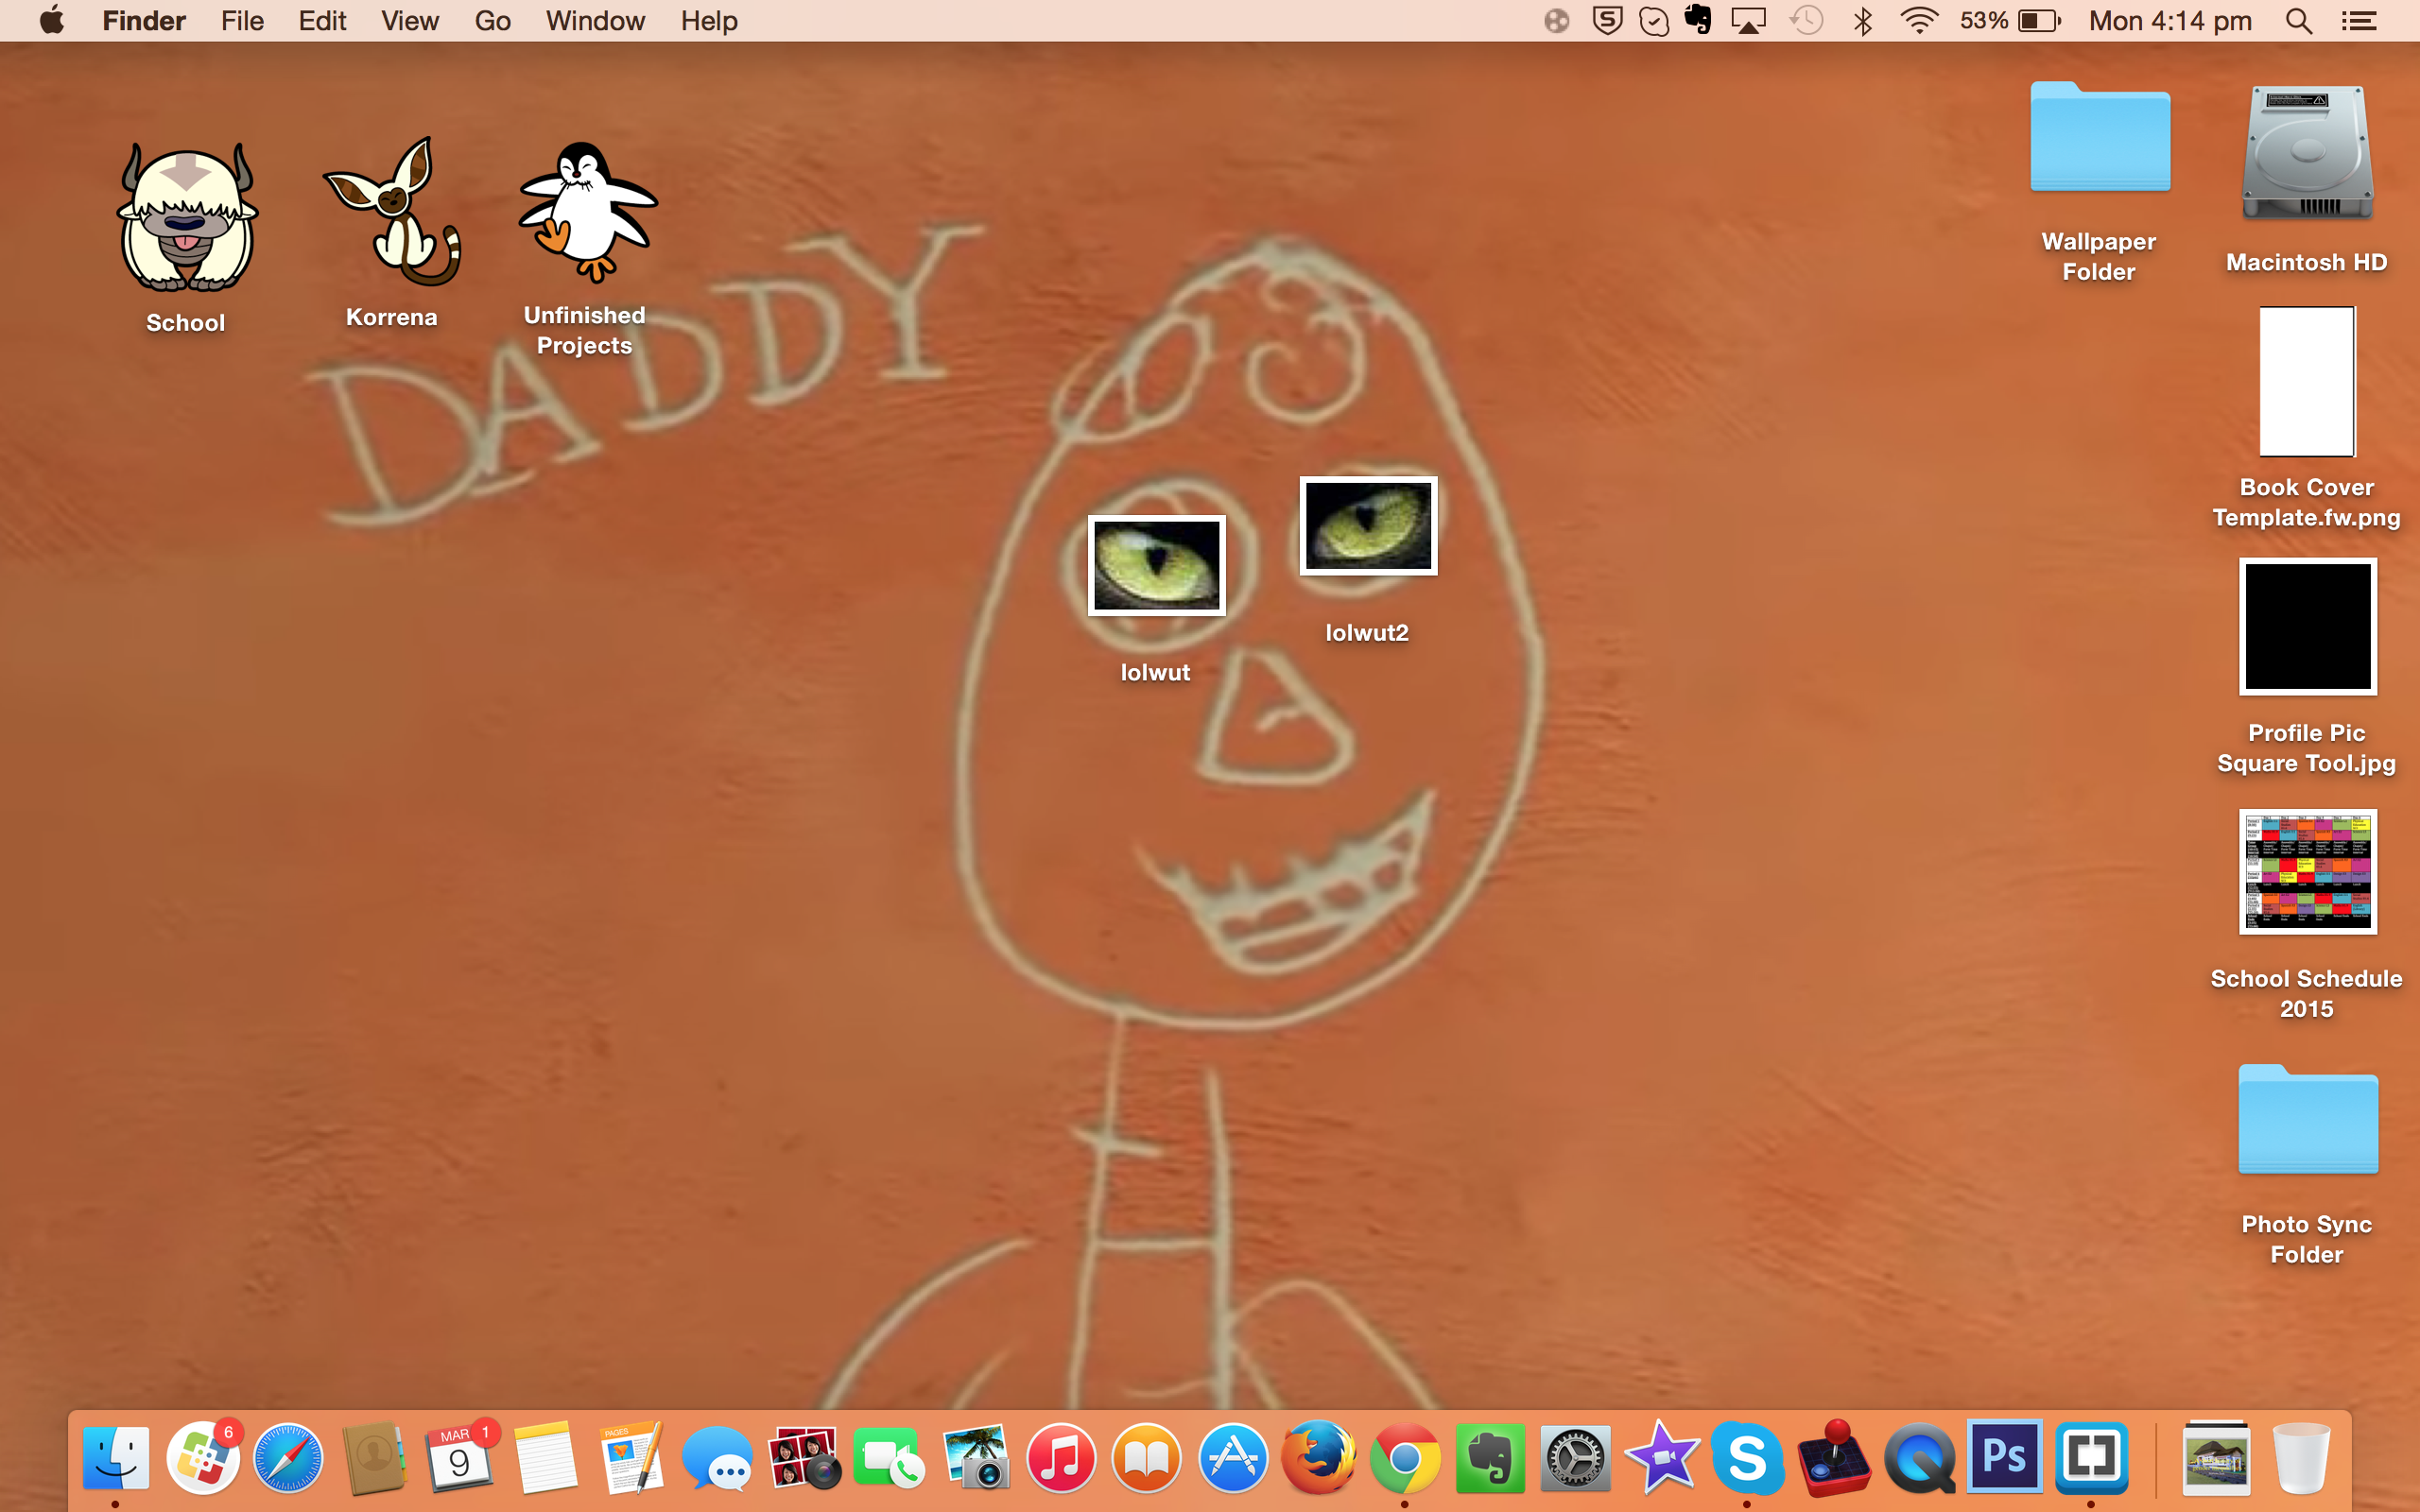 Finder File Edit View Go Window Help 53% Mon 4:14 pm
School
Korrena
Unfinished
Projects
Wallpaper
Folder
Macintosh HD
DADDY
Book Cover
Template.fw.png
lolwut
lolwut2
Profile Pic
Square Tool.jpg
School Schedule
2015
Photo Sync
Folder
6
MAR
1
9
PAGES
S
Ps